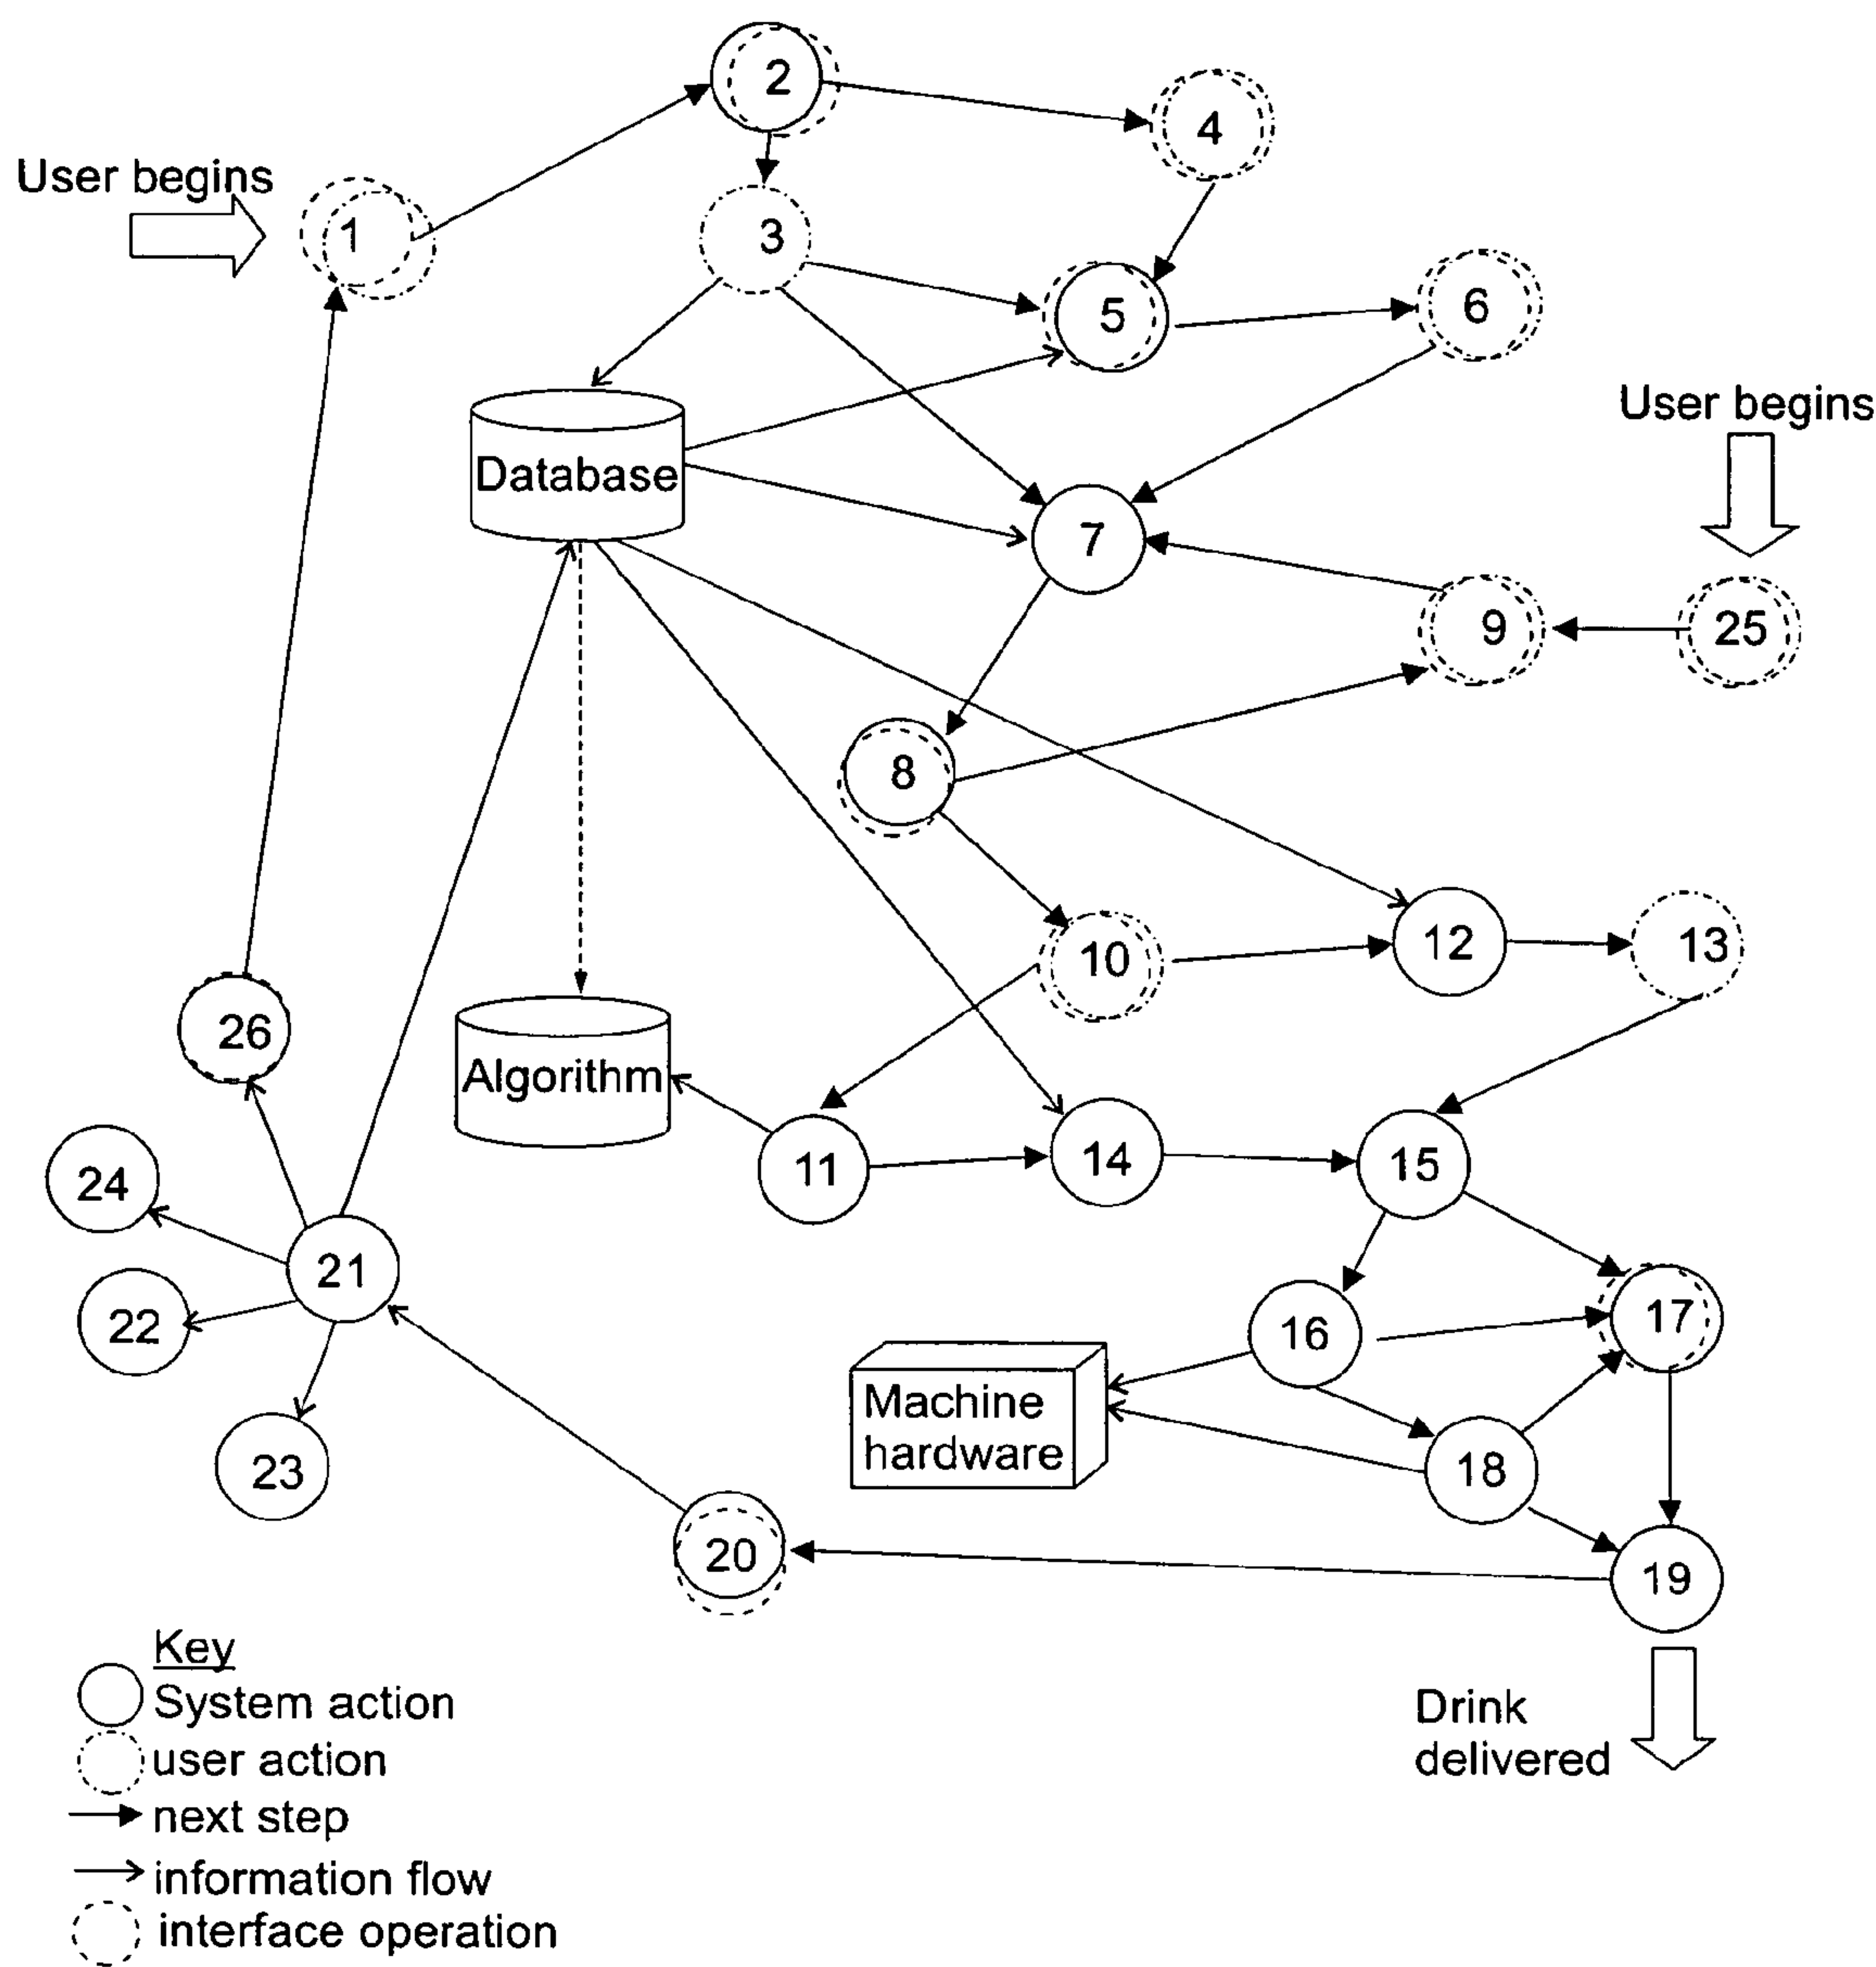 2
4
User begins
1
3
5
6
User begins
Database
7
9
25
8
12
13
10
26
Algorithm
14
15
11
24
21
22
17
16
Machine
hardware
18
23
20
19
Key
System action
user action
next step
information flow
interface operation
Drink
delivered